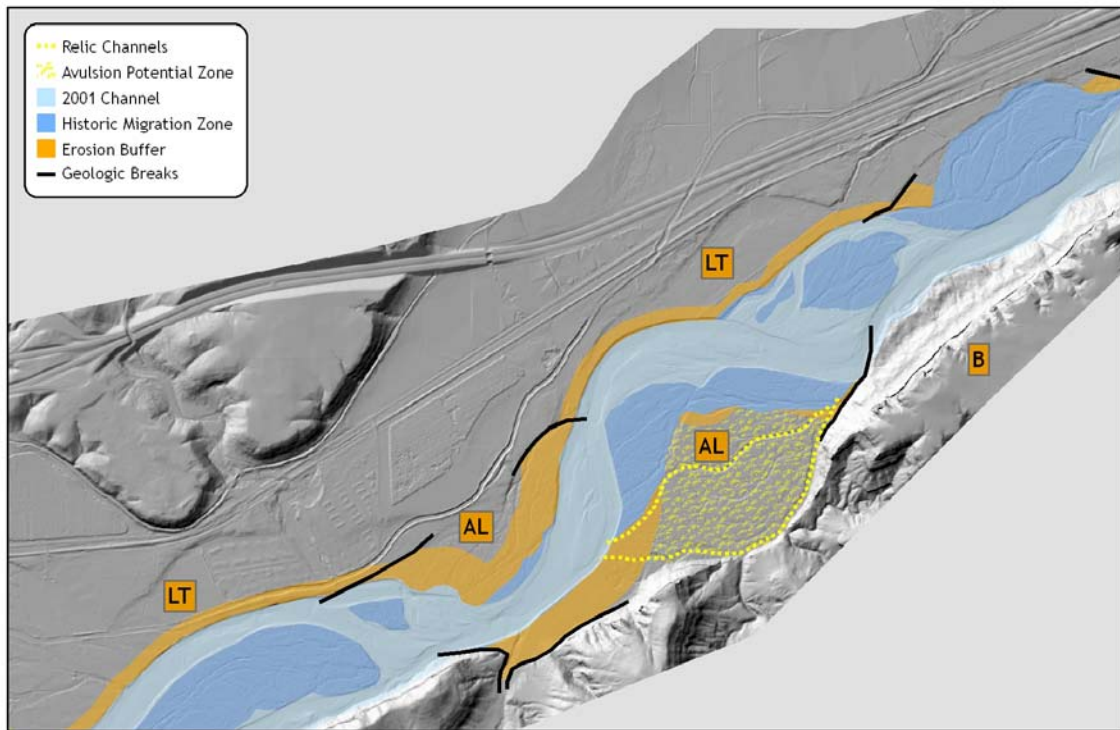 Relic Channels
Avulsion Potential Zone
2001 Channel
Historic Migration Zone
Erosion Buffer
Geologic Breaks
LT
B
AL
AL
LT